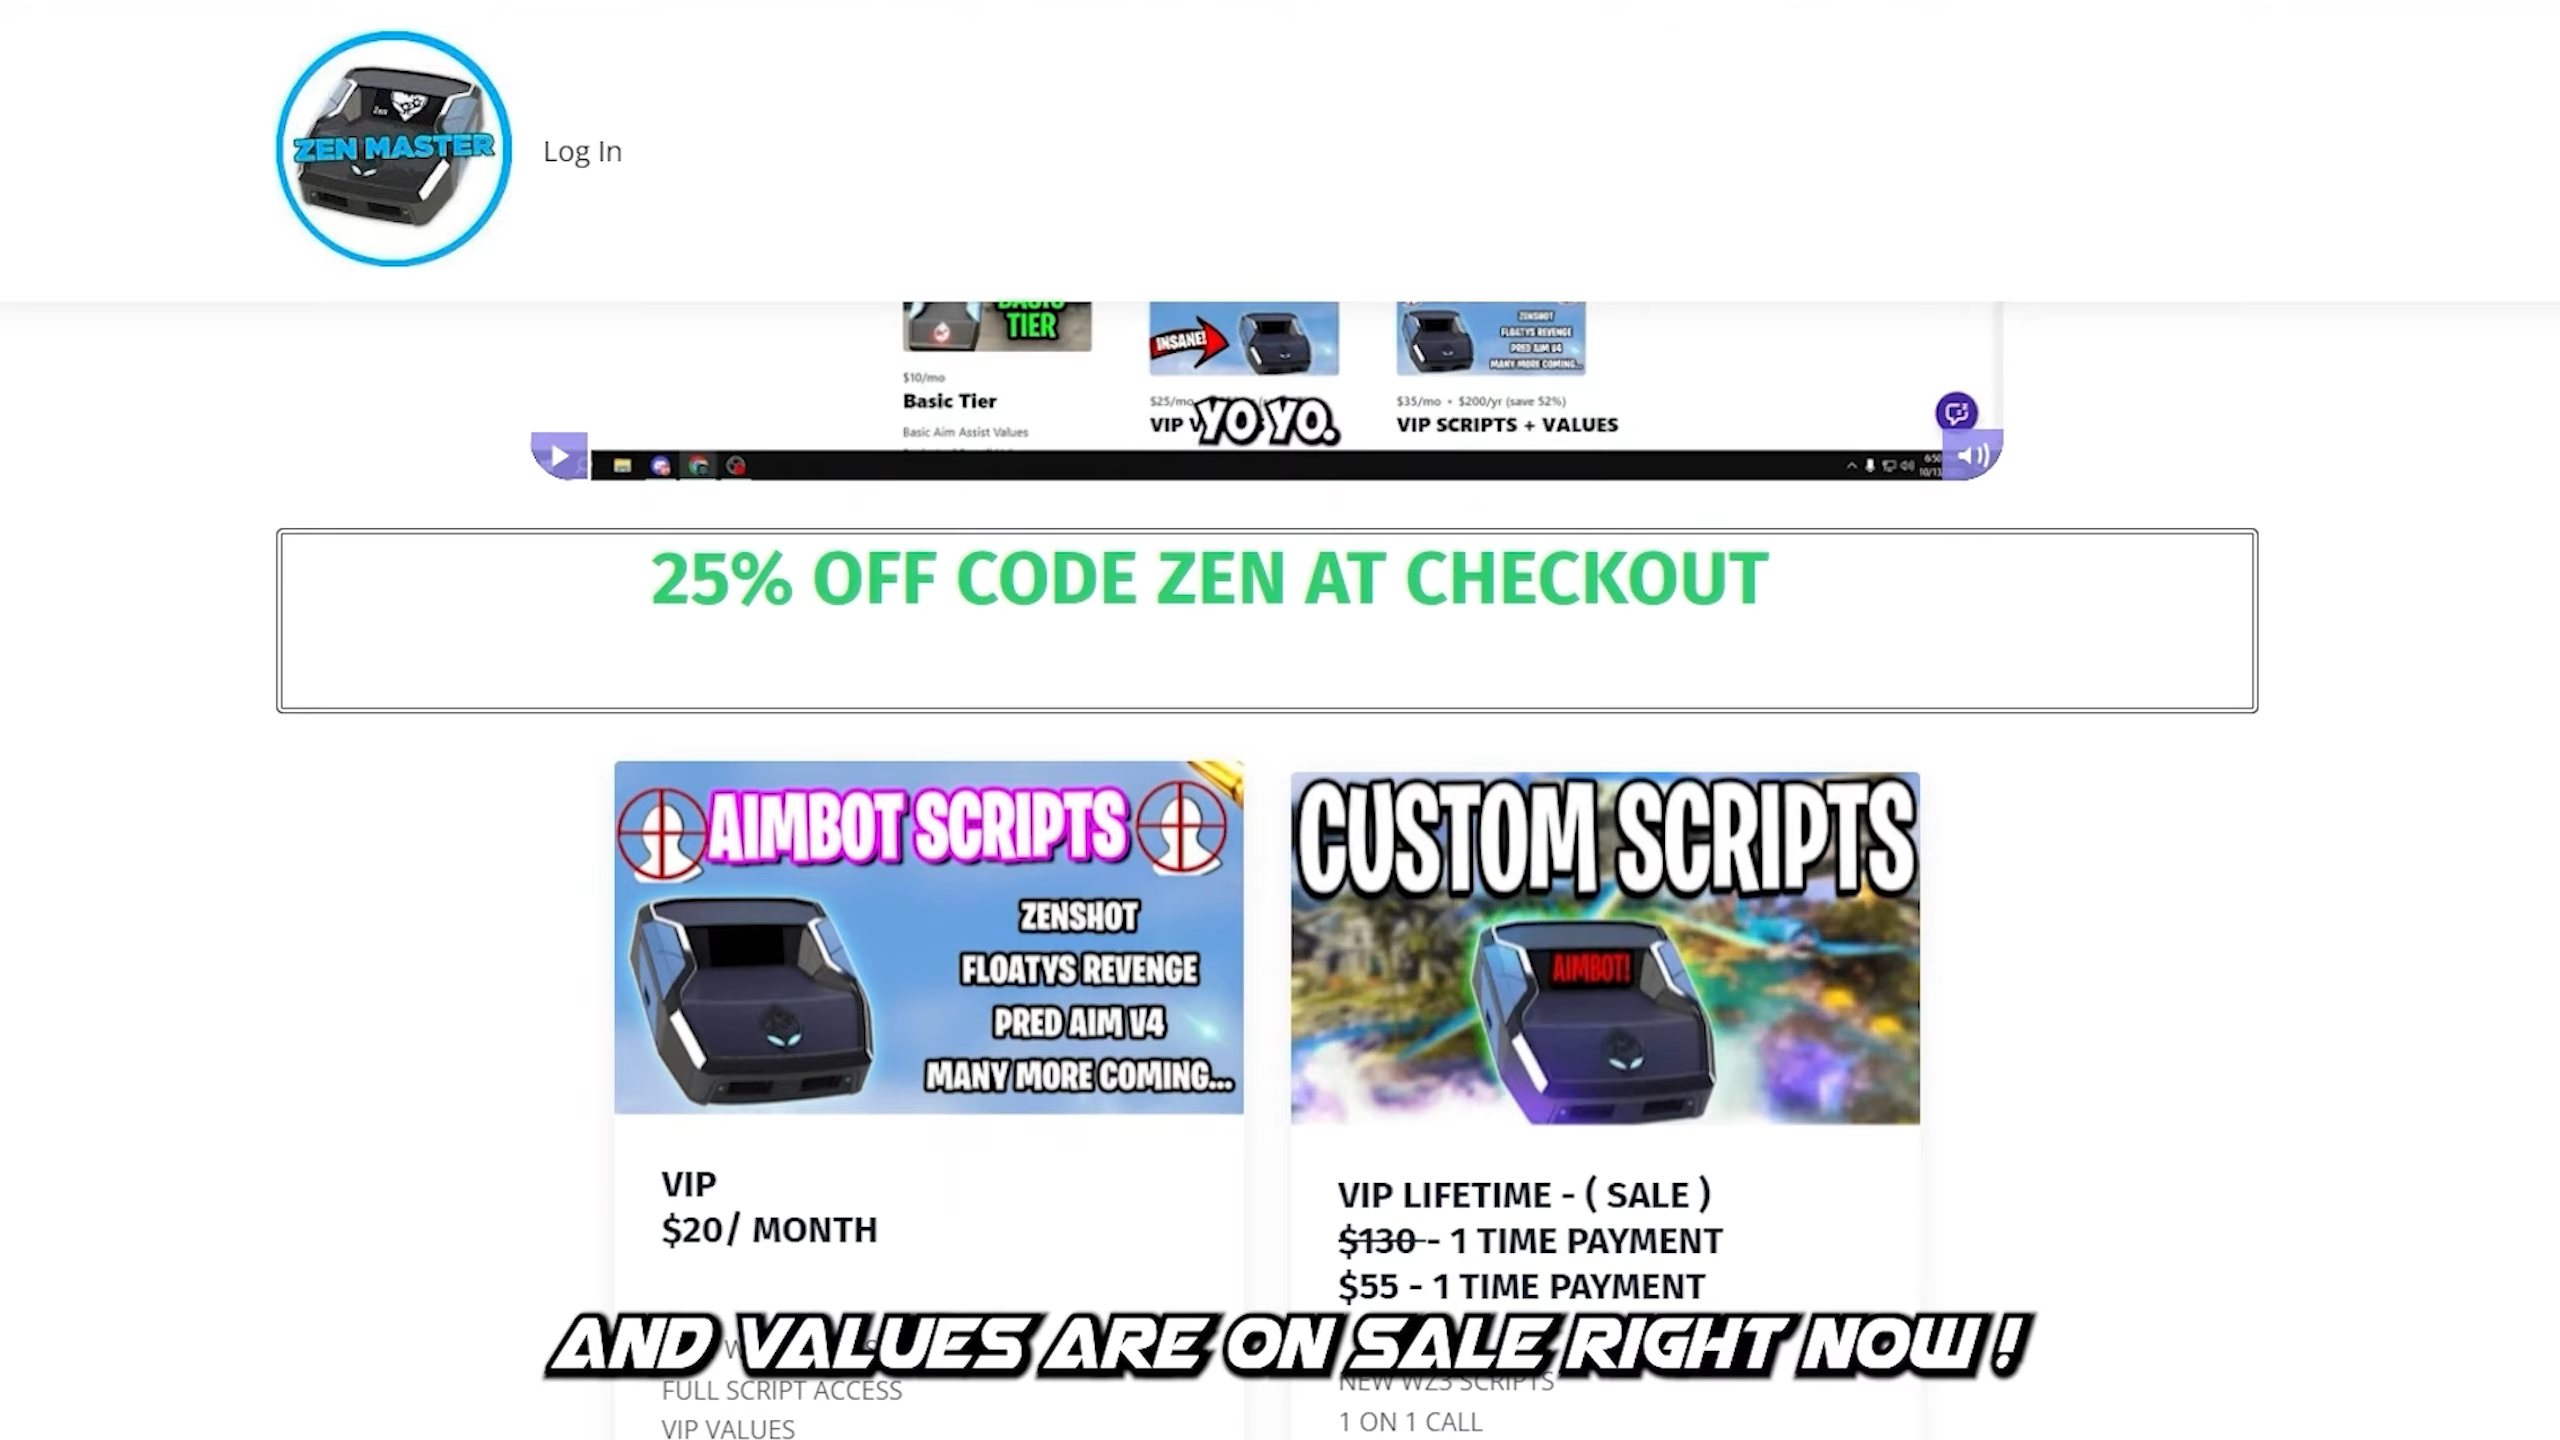 ZEN MASTER
Log In
BASIC
TIER
INSANE!
ZENSHOT
FLOATYS REVENGE
PRED AIM V4
MANY MORE COMING...
$10/mo
Basic Tier
Basic Aim Assist Values
$25/mo
VIP
YO YO.
$35/mo • $200/yr (save 52%)
VIP SCRIPTS + VALUES
25% OFF CODE ZEN AT CHECKOUT
AIMBOT SCRIPTS
ZENSHOT
FLOATYS REVENGE
PRED AIM V4
MANY MORE COMING...
CUSTOM SCRIPTS
AIMBOT!
VIP
$20/ MONTH
VIP LIFETIME - ( SALE )
$130 - 1 TIME PAYMENT
$55 - 1 TIME PAYMENT
AND VALUES ARE ON SALE RIGHT NOW !
FULL SCRIPT ACCESS
VIP VALUES
NEW WZ3 SCRIPTS
1 ON 1 CALL